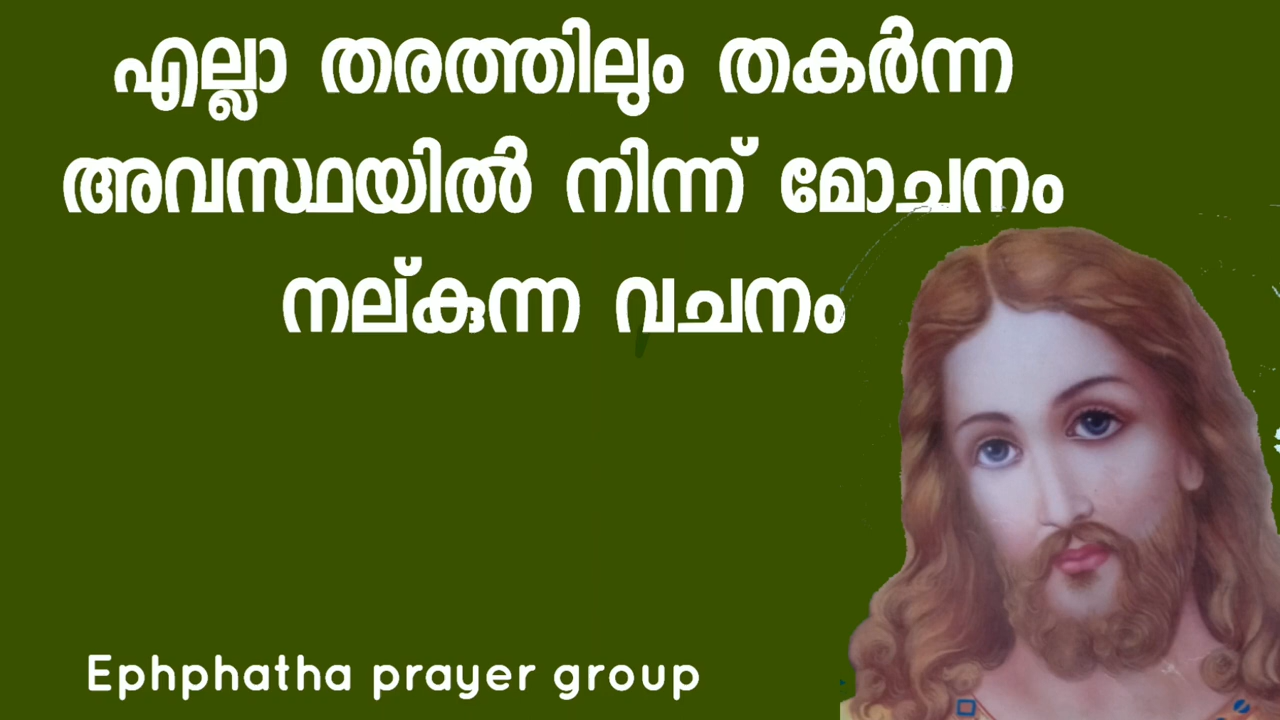 എല്ലാ തരത്തിലും തകർന്ന
അവസ്ഥയിൽ നിന്ന് മോചനം
നല്കുന്ന വചനം
Ephphatha prayer group